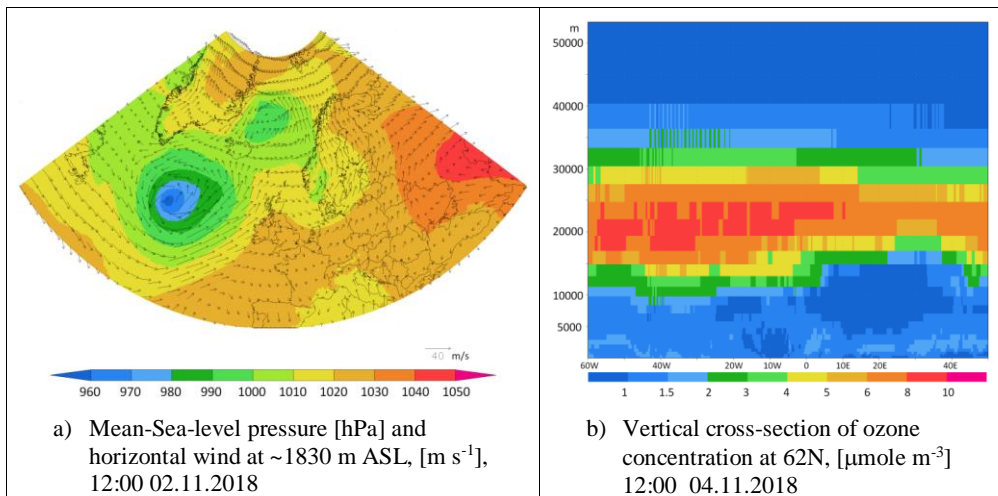 40 m/s
960 970 980 990 1000 1010 1020 1030 1040 1050
a) Mean-Sea-level pressure [hPa] and
horizontal wind at ~1830 m ASL, [m s⁻¹],
12:00 02.11.2018
m
50000
40000
30000
20000
10000
5000
60W 40W 20W 0 10E 20E 40E
1 1.5 2 3 4 5 6 8 10
b) Vertical cross-section of ozone
concentration at 62N, [μmole m⁻³]
12:00 04.11.2018